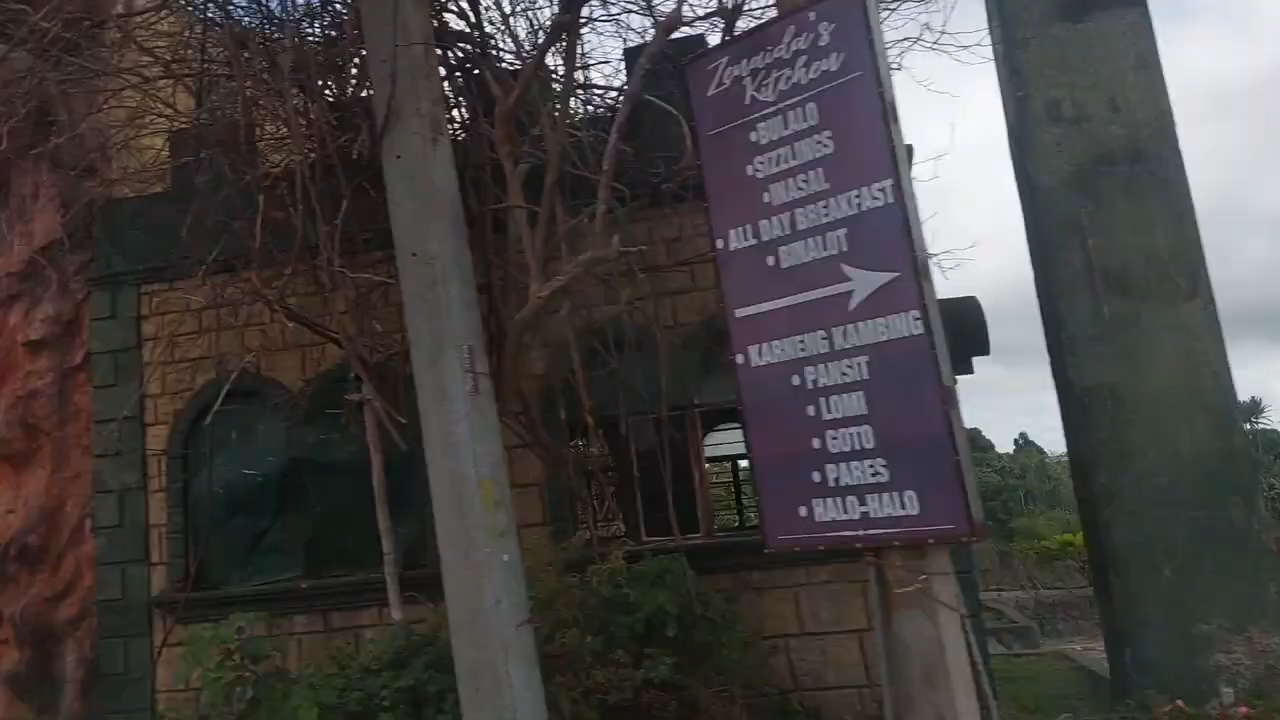 Zenaida's
Kitchen
•BULALO
•SIZZLINGS
•INASAL
• ALL DAY BREAKFAST
• BINALOT
• KARNENG KAMBING
• PANSIT
• LOMI
• GOTO
• PARES
• HALO-HALO